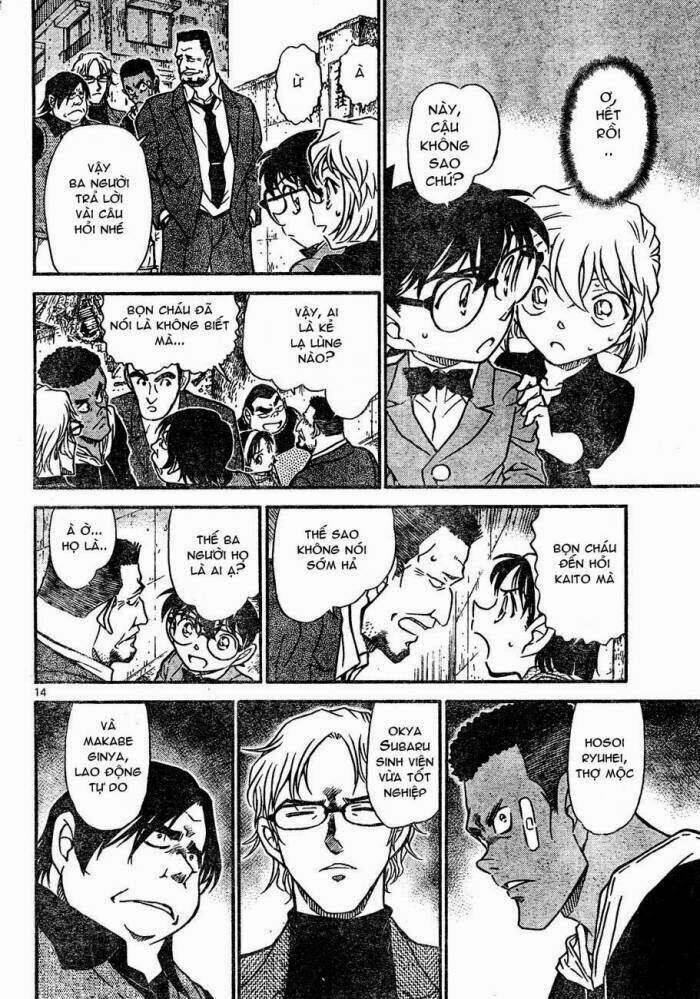 Ơ,
HẾT
RỒI
..
NÀY,
CẬU
KHÔNG
SAO
CHỨ?
À
Ừ
VẬY
BA NGƯỜI
TRẢ LỜI
VÀI CÂU
HỎI NHÉ
VẬY, AI
LÀ KẺ
LẠ LÙNG
NÀO?
BỌN CHÁU ĐÃ
NÓI LÀ KHÔNG BIẾT
MÀ...
BỌN CHÁU
ĐẾN HỎI
KAITO MÀ
THẾ SAO
KHÔNG NÓI
SỚM HẢ
THẾ BA
NGƯỜI HỌ
LÀ AI Ạ?
À Ờ...
HỌ LÀ..
14
HOSOI
RYUHEI,
THỢ MỘC
OKYA
SUBARU
SINH VIÊN
VỪA TỐT
NGHIỆP
VÀ
MAKABE
GINYA,
LAO ĐỘNG
TỰ DO